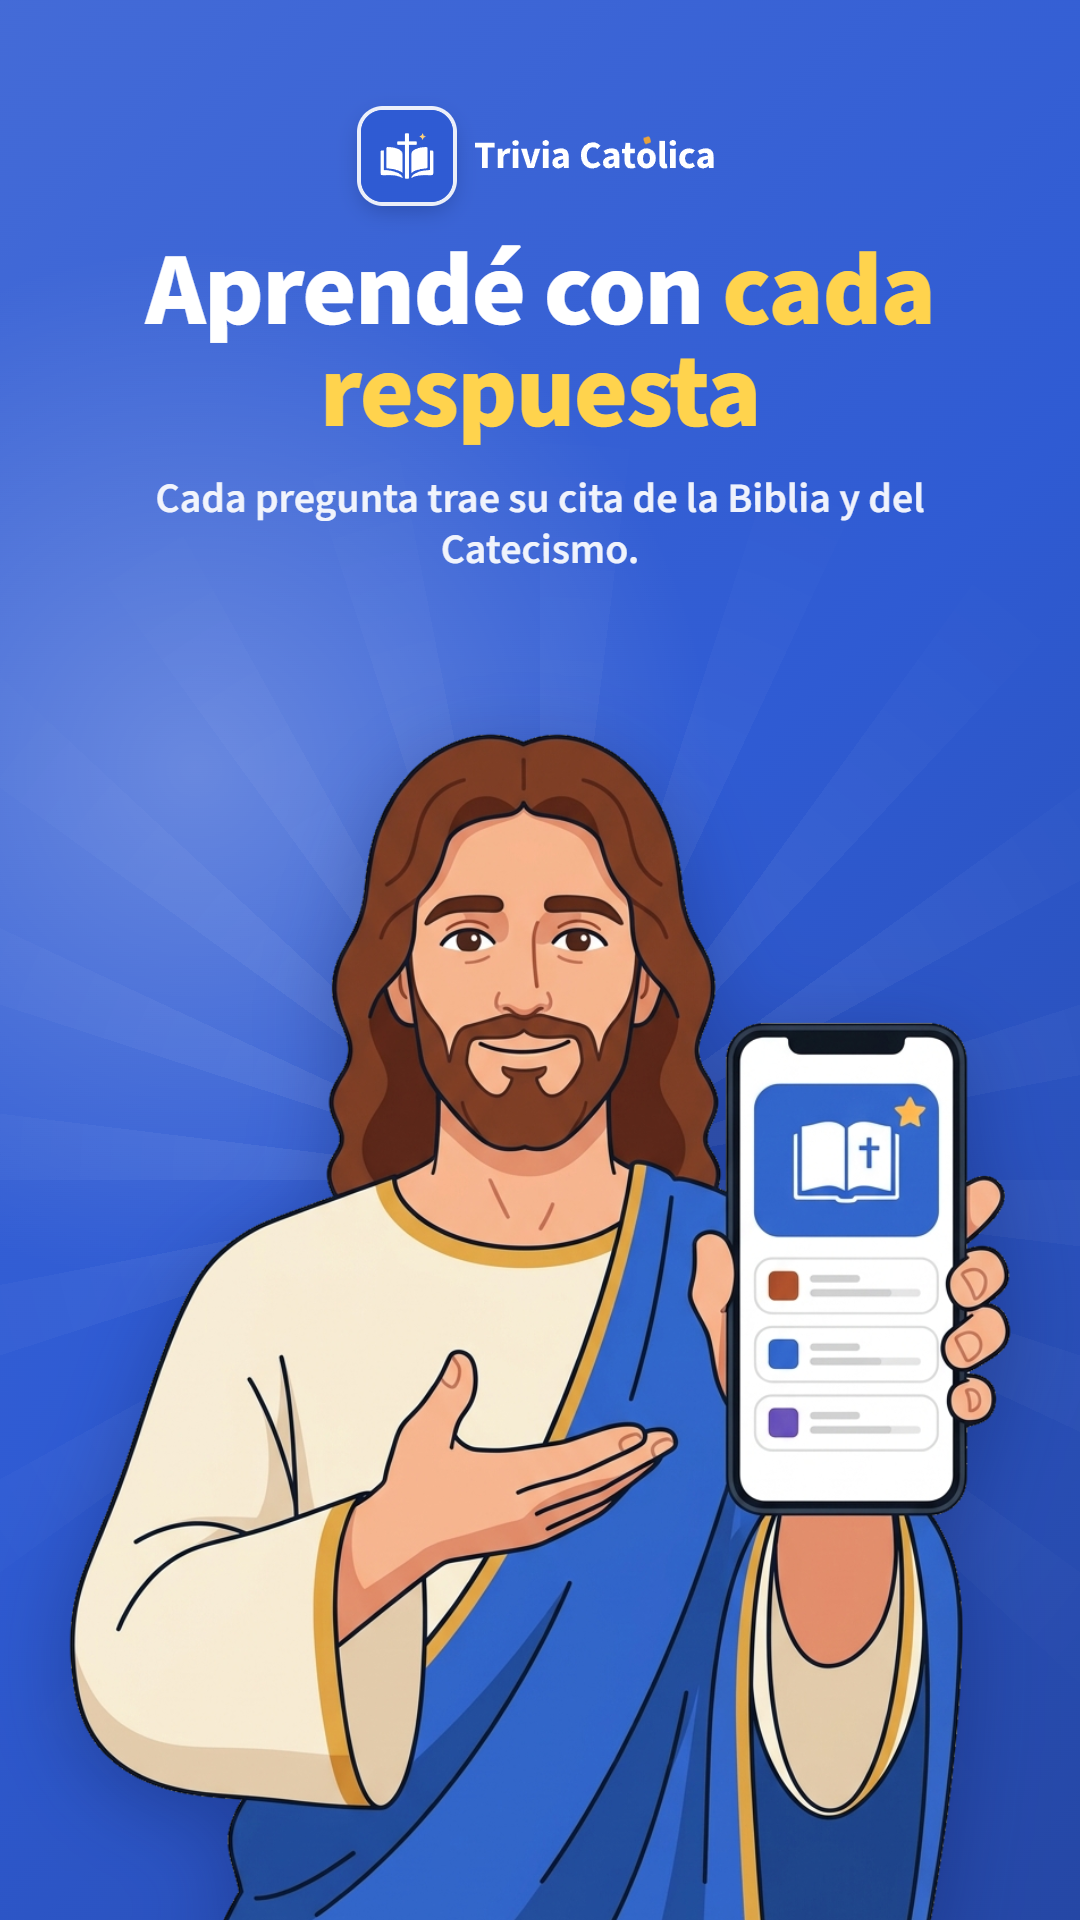 Trivia Católica
Aprendé con cada
respuesta
Cada pregunta trae su cita de la Biblia y del
Catecismo.